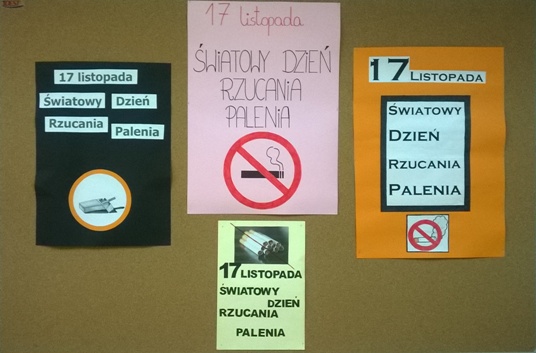 17 listopada
Światowy Dzień
Rzucania Palenia
17 listopada
ŚWIATOWY DZIEŃ
RZUCANIA
PALENIA
17 LISTOPADA
ŚWIATOWY
DZIEŃ
RZUCANIA
PALENIA
17 LISTOPADA
ŚWIATOWY
DZIEŃ
RZUCANIA
PALENIA